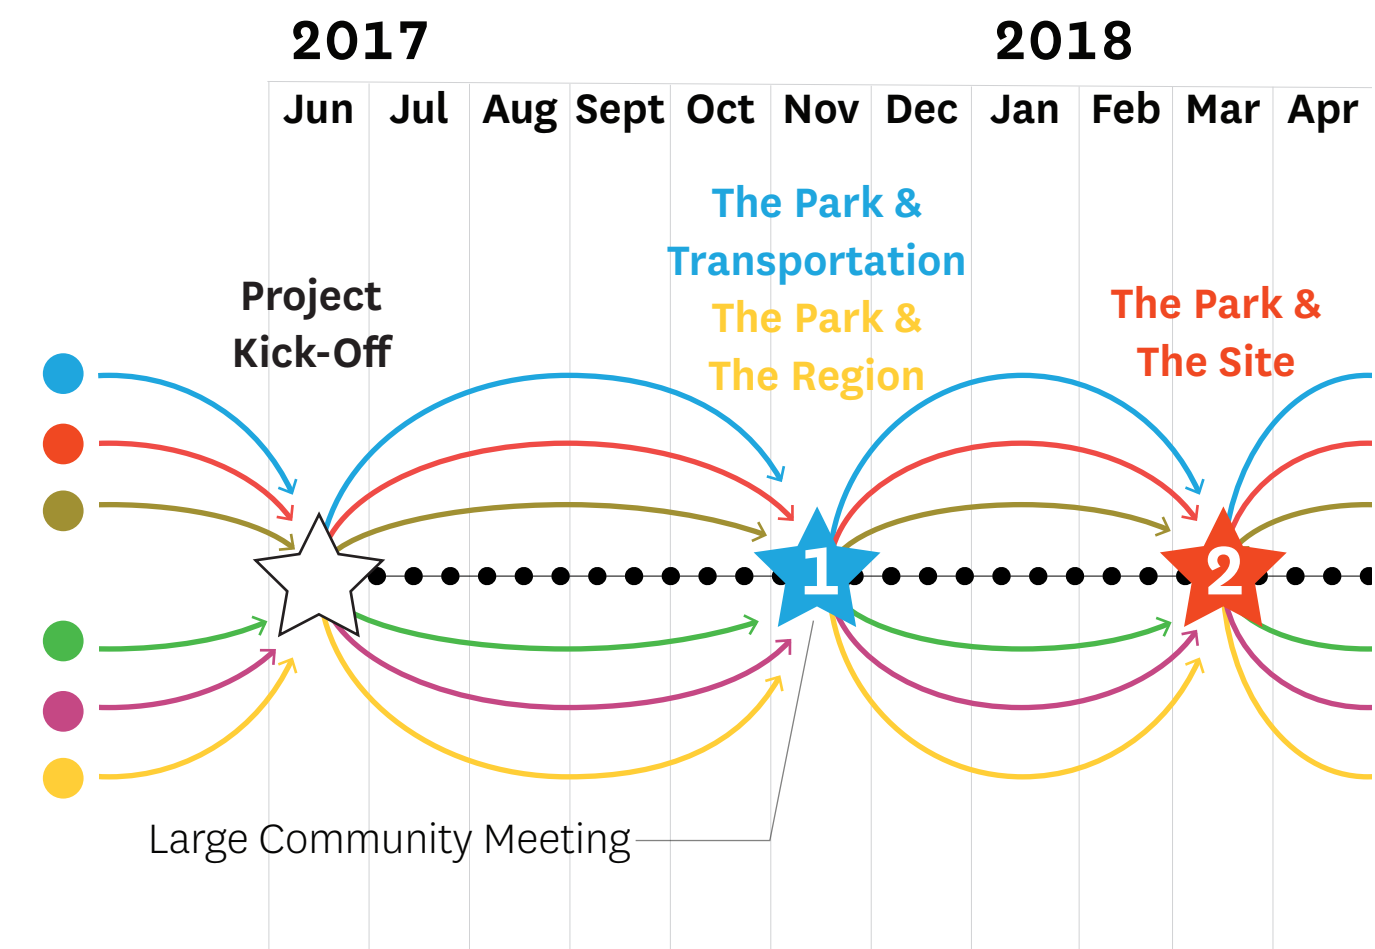 2017 2018
Jun Jul Aug Sept Oct Nov Dec Jan Feb Mar Apr
The Park &
Transportation
The Park &
The Region
Project
Kick-Off
The Park &
The Site
1 2
Large Community Meeting